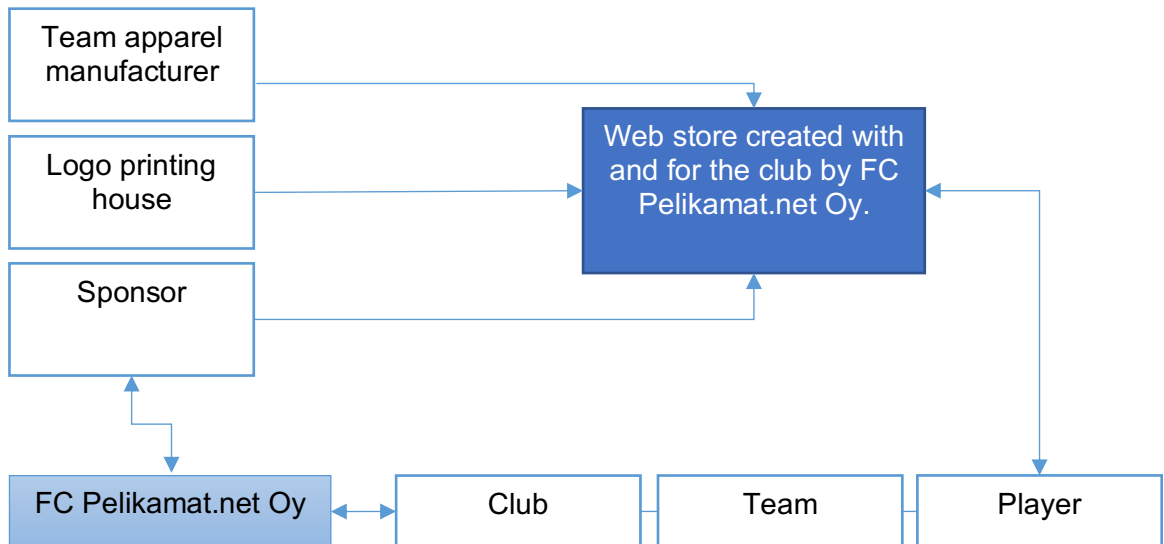 Team apparel
manufacturer
Logo printing
house
Sponsor
Web store created with
and for the club by FC
Pelikamat.net Oy.
FC Pelikamat.net Oy
Club
Team
Player